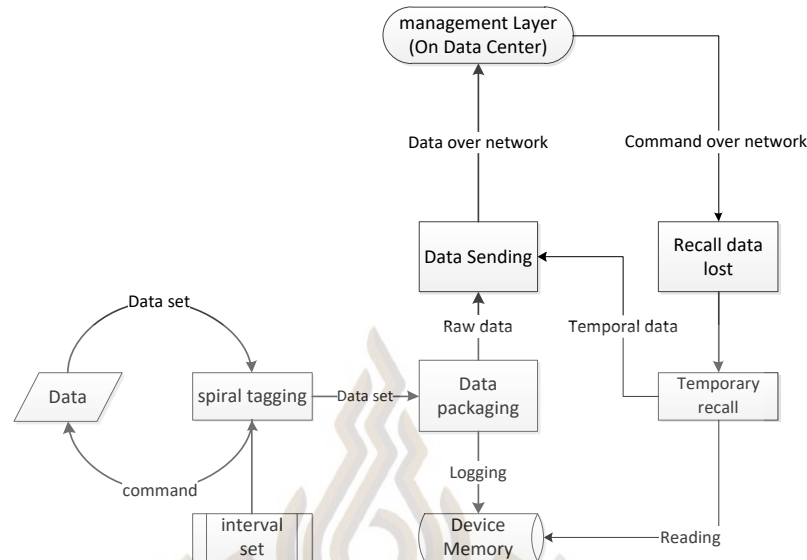 management Layer
(On Data Center)
Data over network
Command over network
Data Sending
Recall data
lost
Data set
Raw data
Temporal data
Data
spiral tagging
Data set
Data
packaging
Temporary
recall
command
Logging
interval
set
Device
Memory
Reading